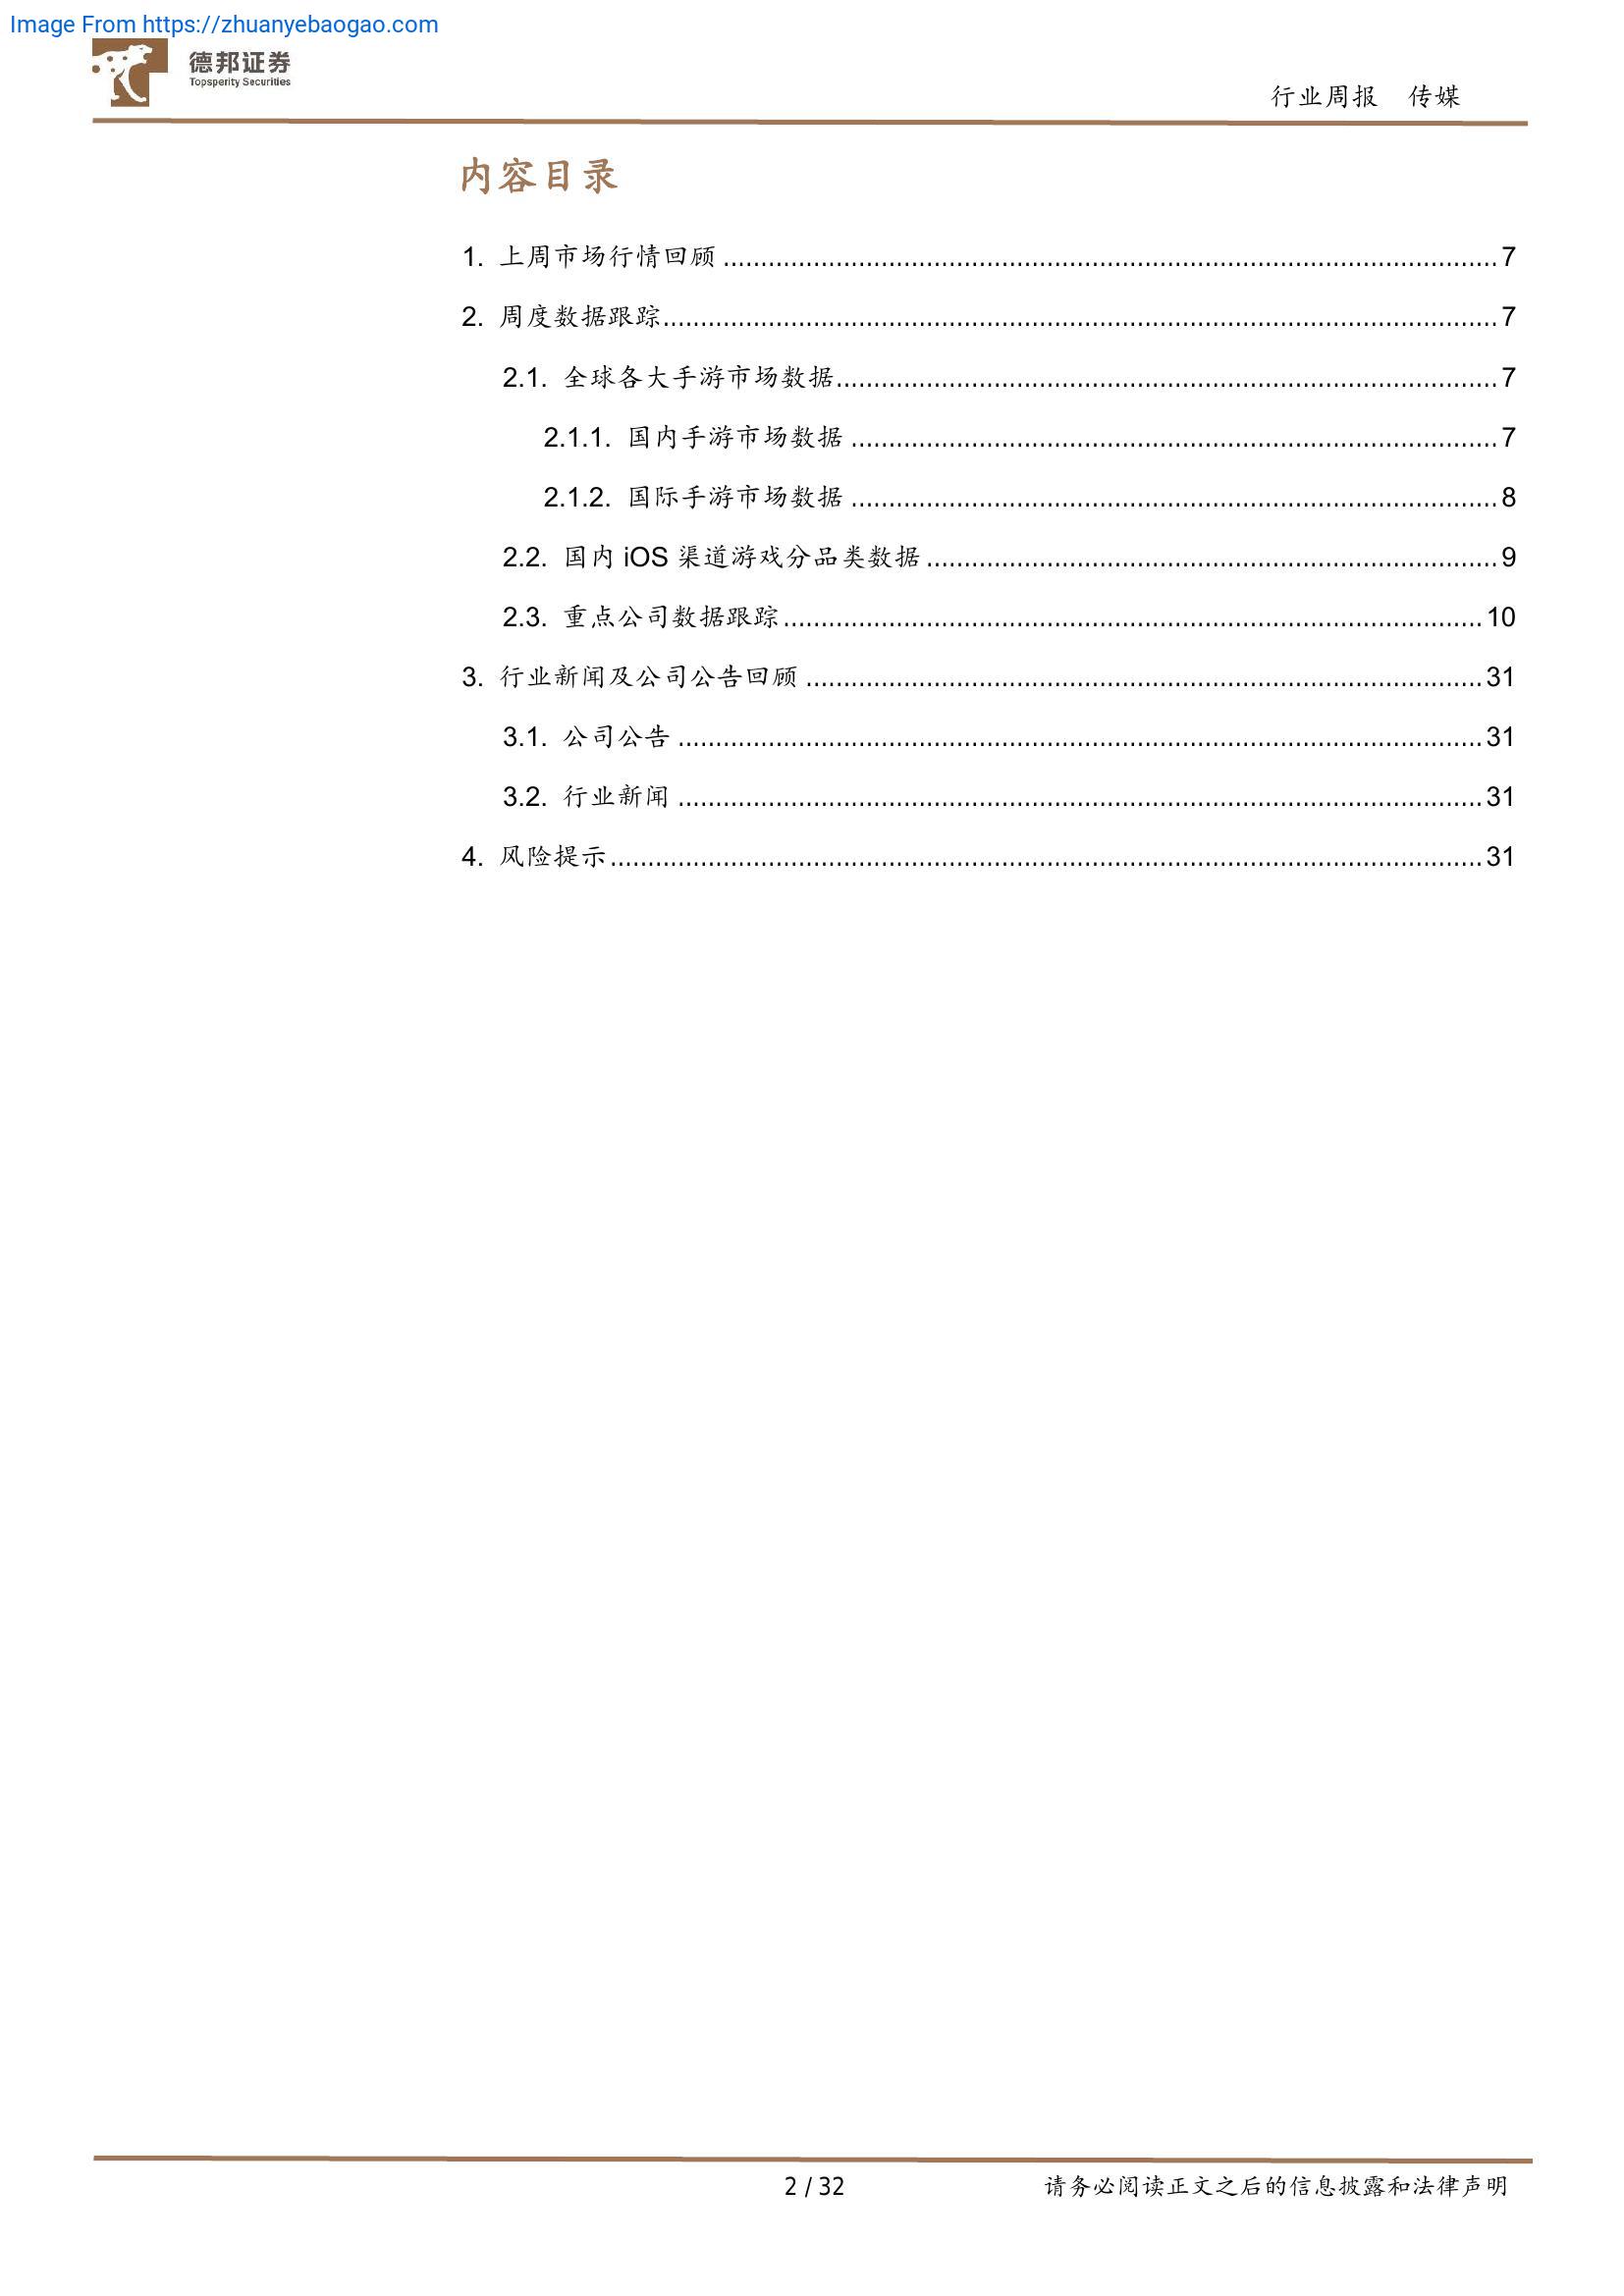 Image From https://zhuanyebaogao.com
德邦证券
Topsperity Securities
行业周报 传媒
内容目录
1. 上周市场行情回顾 ........................................ 7
2. 周度数据跟踪 ........................................ 7
2.1. 全球各大手游市场数据 ........................................ 7
2.1.1. 国内手游市场数据 ........................................ 7
2.1.2. 国际手游市场数据 ........................................ 8
2.2. 国内 iOS 渠道游戏分品类数据 ........................................ 9
2.3. 重点公司数据跟踪 ........................................ 10
3. 行业新闻及公司公告回顾 ........................................ 31
3.1. 公司公告 ........................................ 31
3.2. 行业新闻 ........................................ 31
4. 风险提示 ........................................ 31
2 / 32
请务必阅读正文之后的信息披露和法律声明